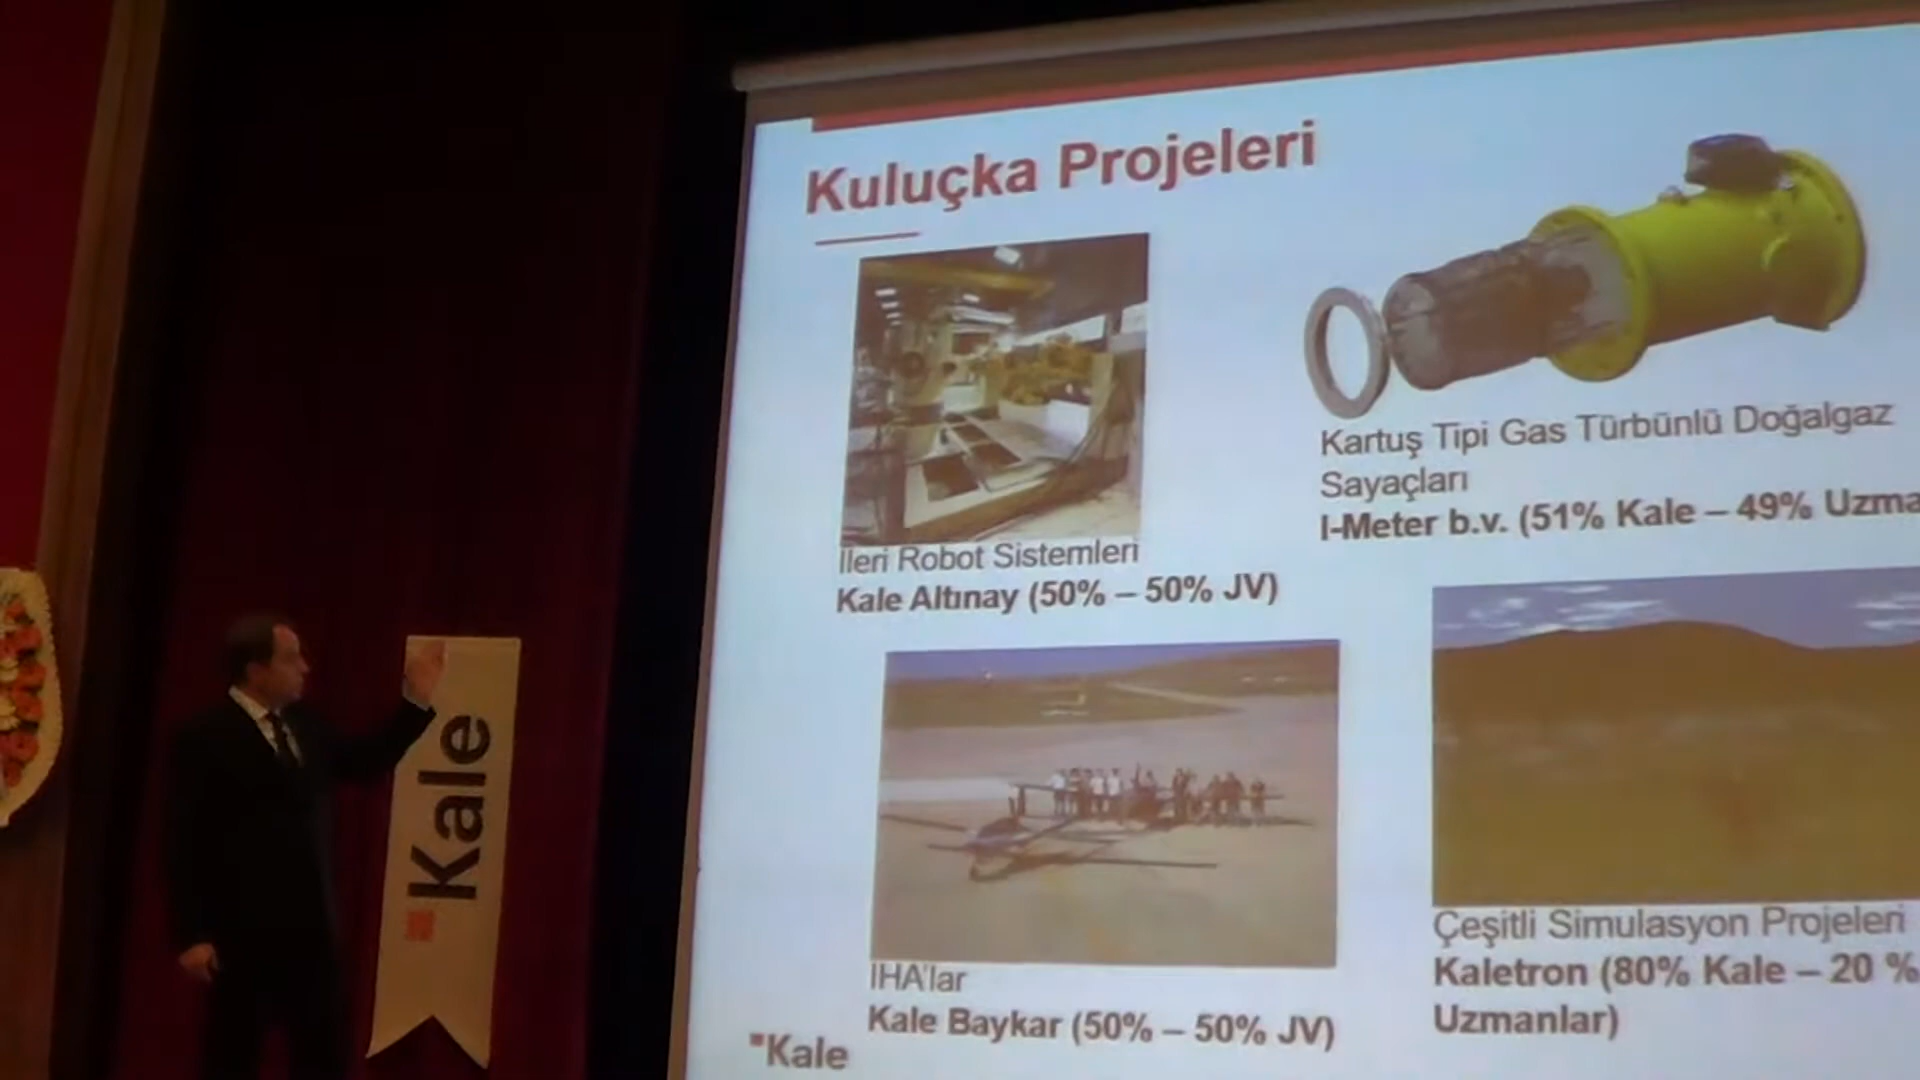 Kuluçka Projeleri
Kartuş Tipi Gas Türbünlü Doğalgaz
Sayaçları
I-Meter b.v. (51% Kale – 49% Uzma
İleri Robot Sistemleri
Kale Altınay (50% – 50% JV)
IHA'lar
Kale Baykar (50% – 50% JV)
Çeşitli Simulasyon Projeleri
Kaletron (80% Kale – 20 %
Uzmanlar)
Kale
Kale